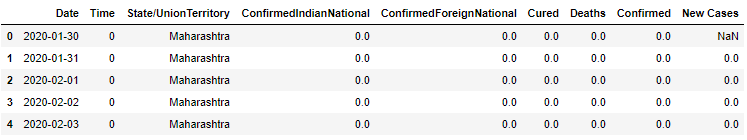 Date Time State/UnionTerritory ConfirmedIndianNational ConfirmedForeignNational Cured Deaths Confirmed New Cases
0 2020-01-30 0 Maharashtra 0.0 0.0 0.0 0.0 0.0 NaN
1 2020-01-31 0 Maharashtra 0.0 0.0 0.0 0.0 0.0 0.0
2 2020-02-01 0 Maharashtra 0.0 0.0 0.0 0.0 0.0 0.0
3 2020-02-02 0 Maharashtra 0.0 0.0 0.0 0.0 0.0 0.0
4 2020-02-03 0 Maharashtra 0.0 0.0 0.0 0.0 0.0 0.0